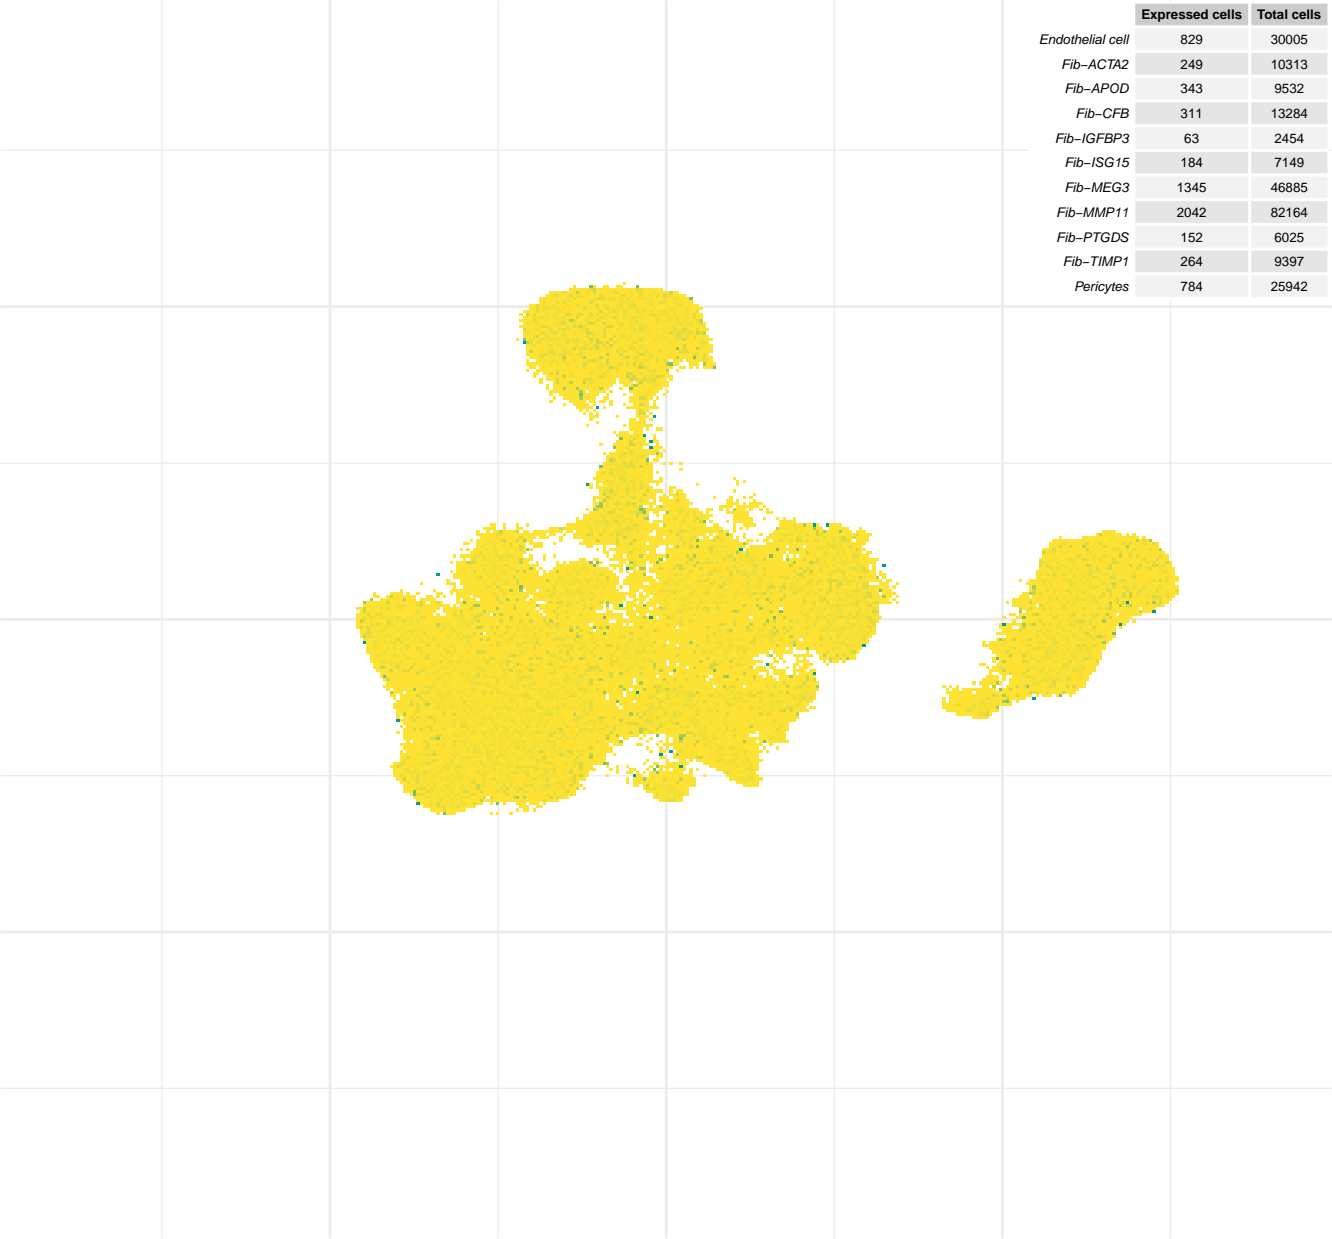 Expressed cells Total cells
Endothelial cell 829 30005
Fib−ACTA2 249 10313
Fib−APOD 343 9532
Fib−CFB 311 13284
Fib−IGFBP3 63 2454
Fib−ISG15 184 7149
Fib−MEG3 1345 46885
Fib−MMP11 2042 82164
Fib−PTGDS 152 6025
Fib−TIMP1 264 9397
Pericytes 784 25942